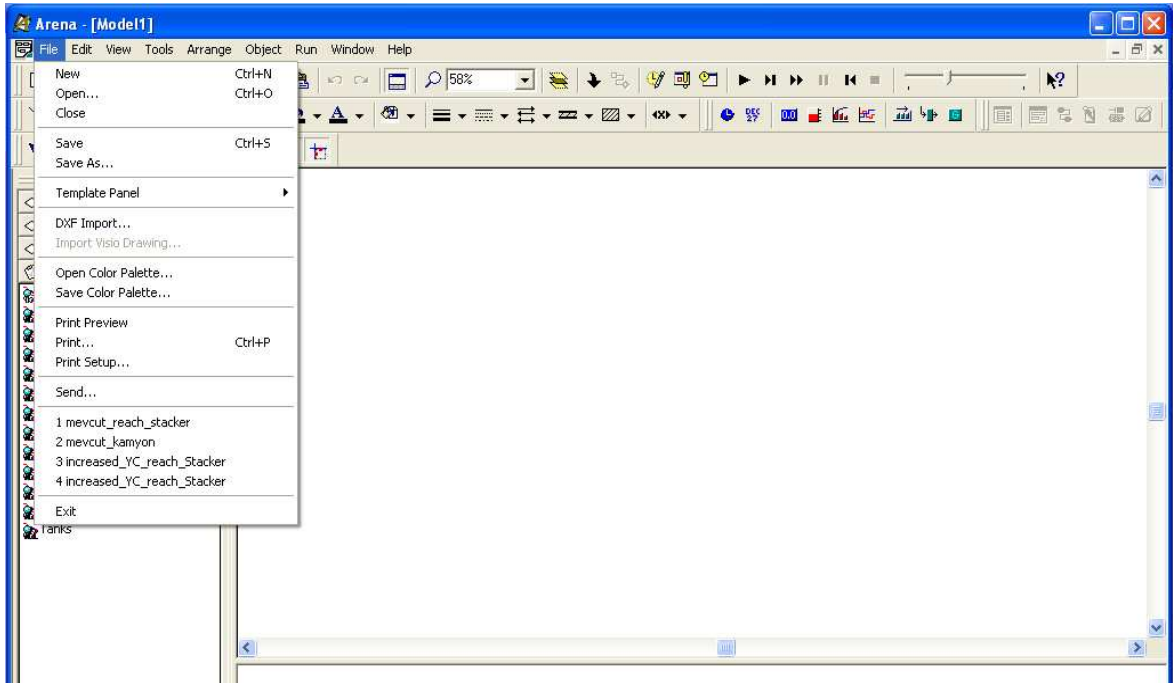 Arena - [Model1]
File Edit View Tools Arrange Object Run Window Help
58%
New Ctrl+N
Open... Ctrl+O
Close
Save Ctrl+S
Save As...
Template Panel
DXF Import...
Import Visio Drawing...
Open Color Palette...
Save Color Palette...
Print Preview
Print... Ctrl+P
Print Setup...
Send...
1 mevcut_reach_stacker
2 mevcut_kamyon
3 increased_YC_reach_Stacker
4 increased_YC_reach_Stacker
Exit
Tanks